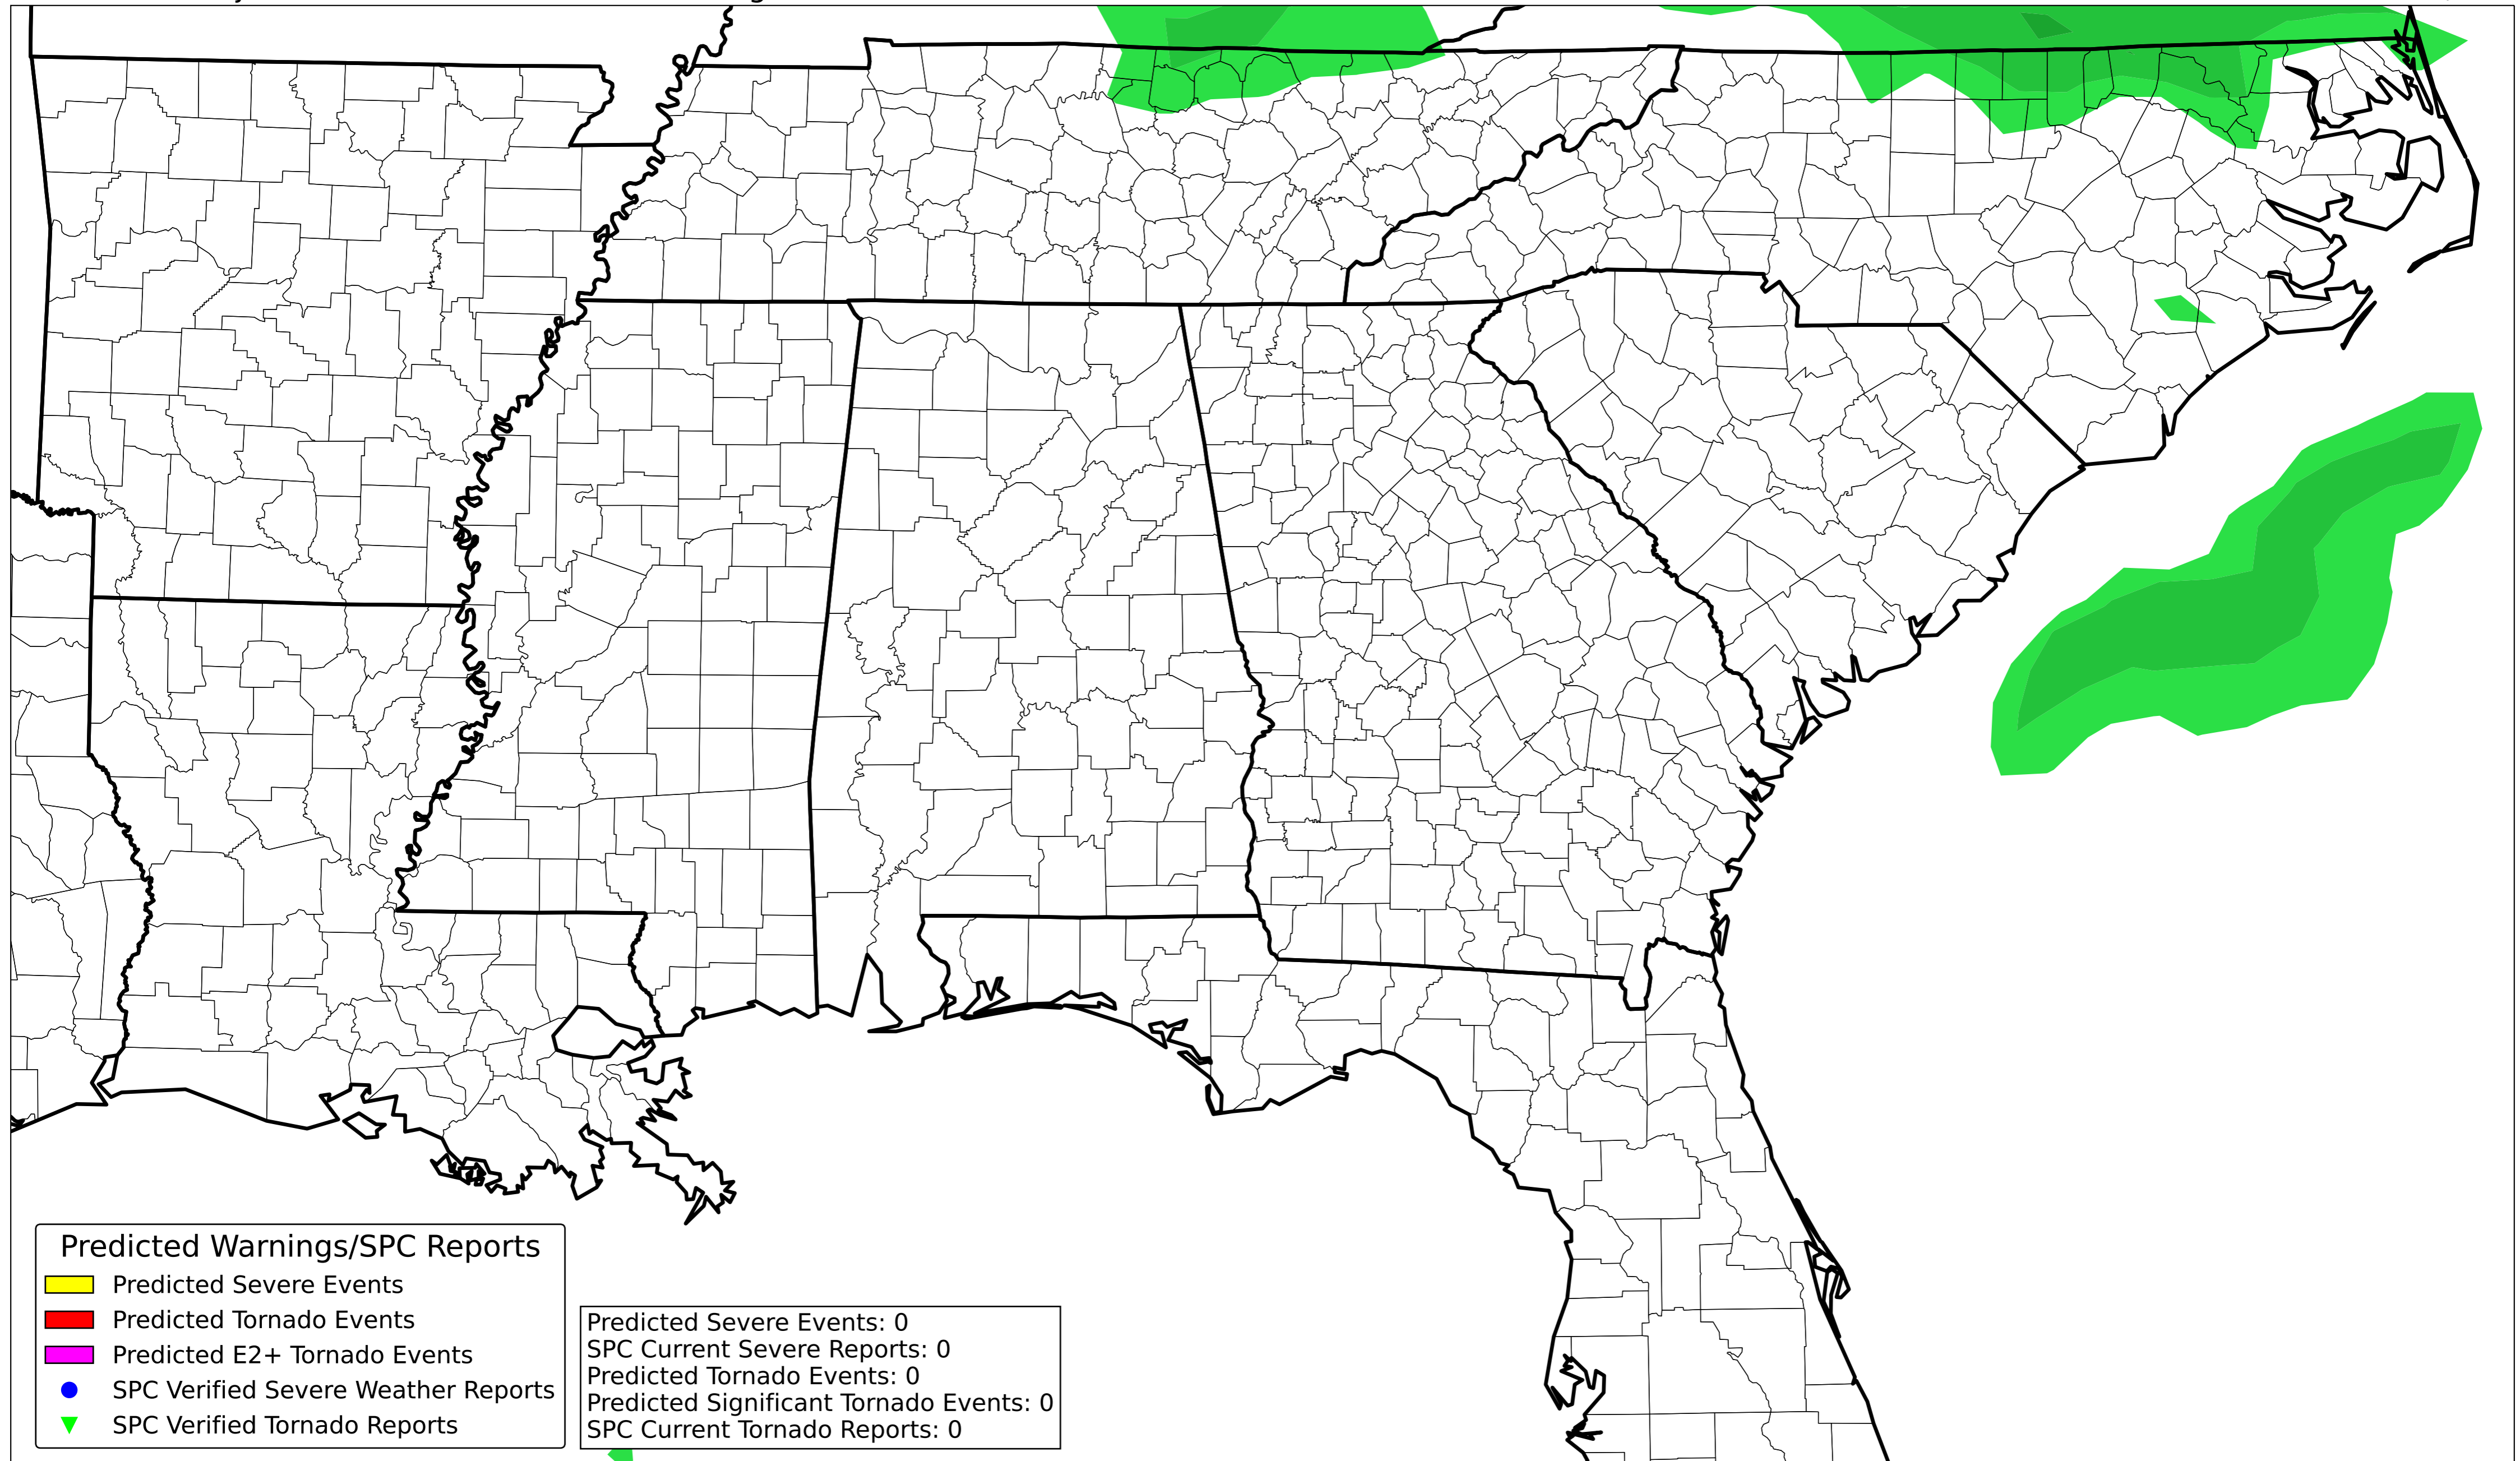 Predicted Warnings/SPC Reports
Predicted Severe Events
Predicted Tornado Events
Predicted E2+ Tornado Events
SPC Verified Severe Weather Reports
SPC Verified Tornado Reports
Predicted Severe Events: 0
SPC Current Severe Reports: 0
Predicted Tornado Events: 0
Predicted Significant Tornado Events: 0
SPC Current Tornado Reports: 0